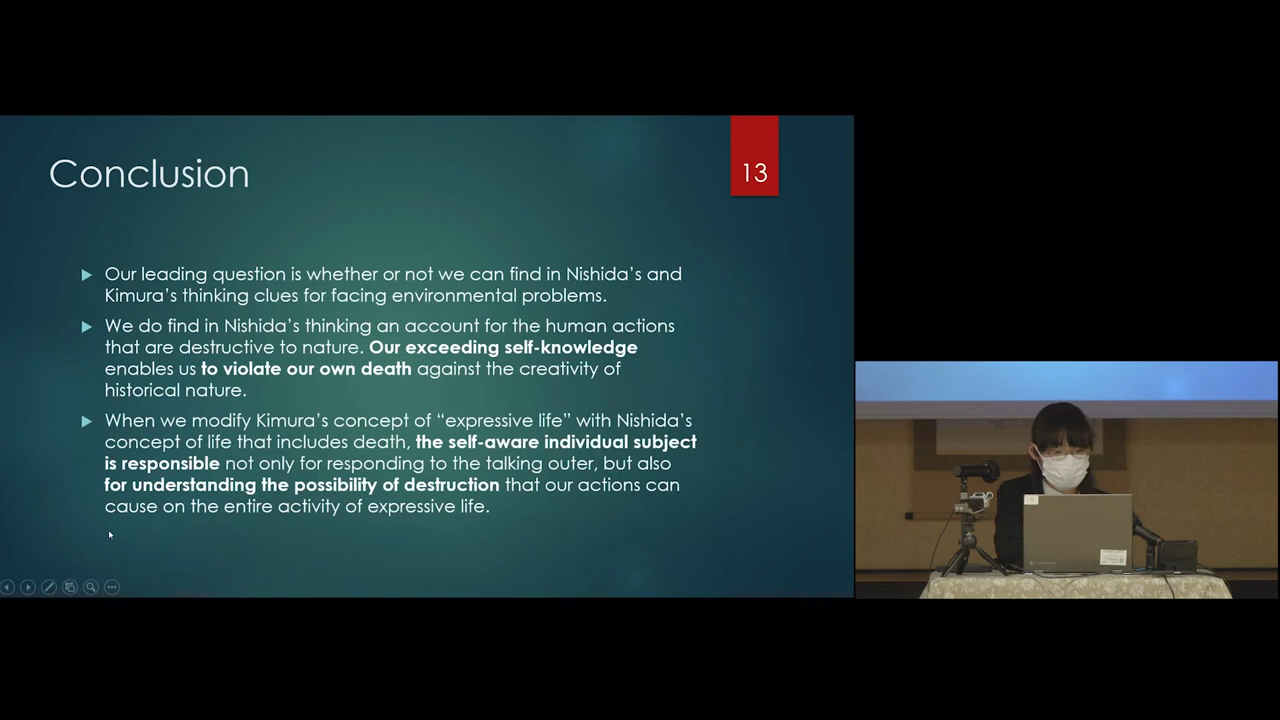 Conclusion
13
Our leading question is whether or not we can find in Nishida's and
Kimura's thinking clues for facing environmental problems.
We do find in Nishida's thinking an account for the human actions
that are destructive to nature. Our exceeding self-knowledge
enables us to violate our own death against the creativity of
historical nature.
When we modify Kimura's concept of “expressive life” with Nishida's
concept of life that includes death, the self-aware individual subject
is responsible not only for responding to the talking outer, but also
for understanding the possibility of destruction that our actions can
cause on the entire activity of expressive life.